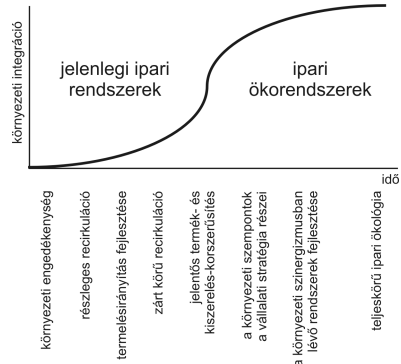 környezeti integráció
jelenlegi ipari
rendszerek
ipari
ökorendszerek
idő
környezeti engedékenység
részleges recirkuláció
termelésirányítás fejlesztése
zárt körű recirkuláció
jelentős termék- és
kiszerelés-korszerűsítés
a környezeti szempontok
a vállalati stratégia részei
a környezeti szinergizmusban
lévő rendszerek fejlesztése
teljeskörű ipari ökológia